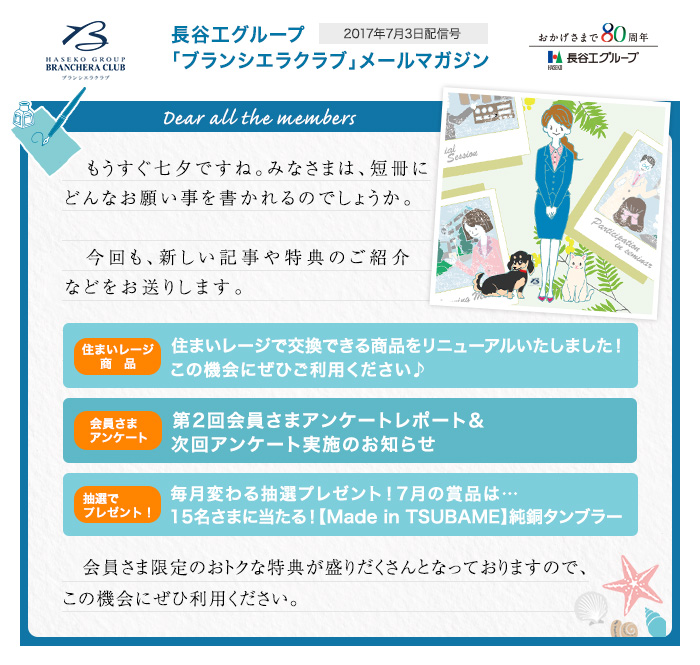 HASEKO GROUP
BRANCHERA CLUB
ブランシエラクラブ
長谷工グループ
2017年7月3日配信号
「ブランシエラクラブ」メールマガジン
おかげさまで80周年
HASEKO 長谷工グループ
Dear all the members
もうすぐ七夕ですね。みなさまは、短冊に
どんなお願い事を書かれるのでしょうか。
今回も、新しい記事や特典のご紹介
などをお送りします。
Session
Participation
in seminar
住まいレージ
商 品
住まいレージで交換できる商品をリニューアルいたしました!
この機会にぜひご利用ください♪
会員さま
アンケート
第2回会員さまアンケートレポート&
次回アンケート実施のお知らせ
抽選で
プレゼント!
毎月変わる抽選プレゼント!7月の賞品は…
15名さまに当たる!【Made in TSUBAME】純銅タンブラー
会員さま限定のおトクな特典が盛りだくさんとなっておりますので、
この機会にぜひ利用ください。